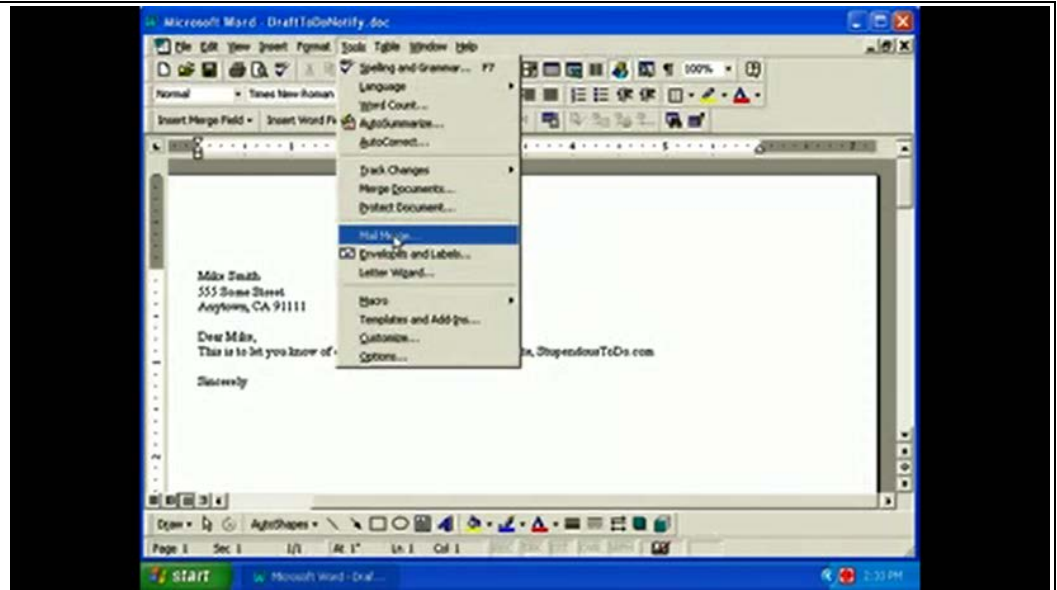 Microsoft Word - DraftToDoNotify.doc
File Edit View Insert Format Tools Table Window Help
100%
Normal Times New Roman
Insert Merge Field Insert Word Fi
Spelling and Grammar... F7
Language
Word Count...
AutoSummarize...
AutoCorrect...
Track Changes
Merge Documents...
Protect Document...
Mail Merge...
Envelopes and Labels...
Letter Wizard...
Macro
Templates and Add-Ins...
Customize...
Options...
Mike Smith
555 Some Street
Anytown, CA 91111
Dear Mike,
This is to let you know of StupendousToDo.com
Sincerely
Draw AutoShapes
Page 1 Sec 1 1/1 At 1" Ln 1 Col 1
start Microsoft Word - Draf... 2:33 PM